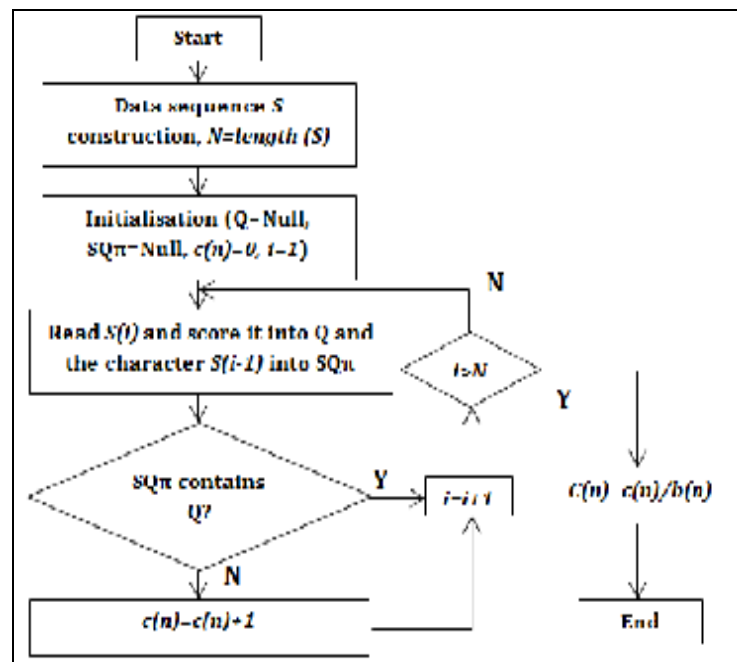 Start
Data sequence S
construction, N=length (S)
Initialisation (Q=Null,
SQπ=Null, c(n)=0, i=1)
N
Read S(i) and score it into Q and
the character S(i-1) into SQπ
i>N
Y
SQπ contains
Q?
Y
i=i+1
C(n) c(n)/b(n)
N
c(n)=c(n)+1
End